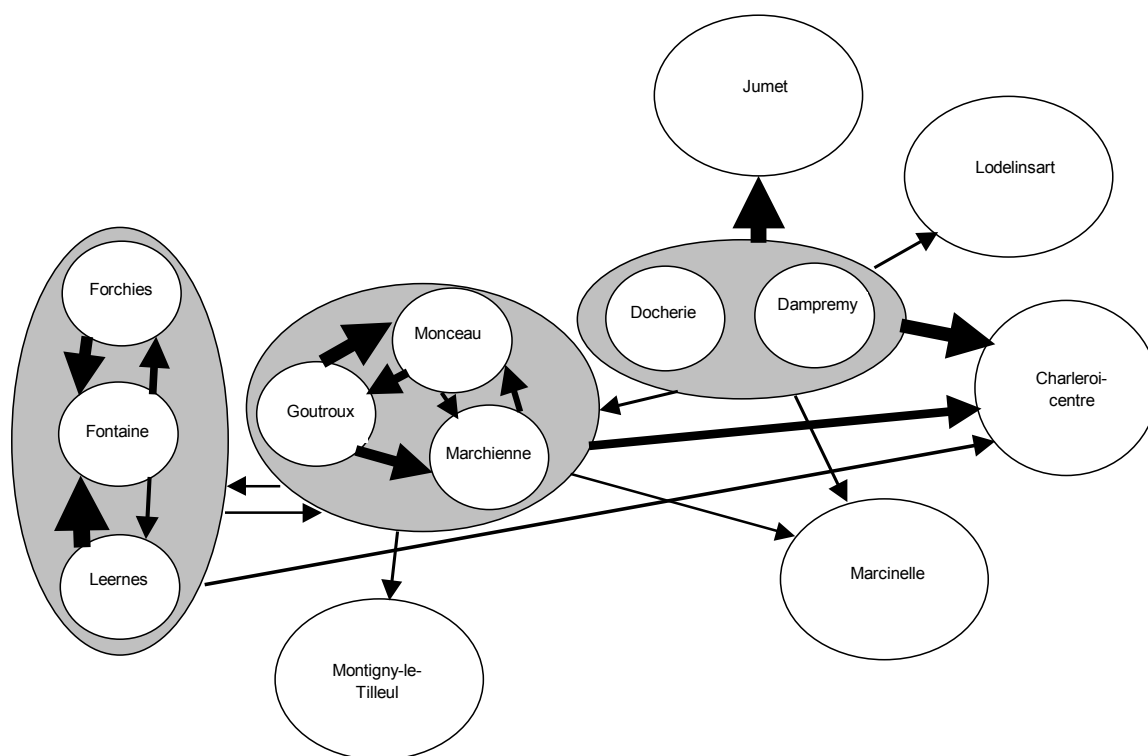 Jumet
Lodelinsart
Forchies
Docherie
Dampremy
Monceau
Charleroi-
centre
Goutroux
Fontaine
Marchienne
Leernes
Marcinelle
Montigny-le-
Tilleul